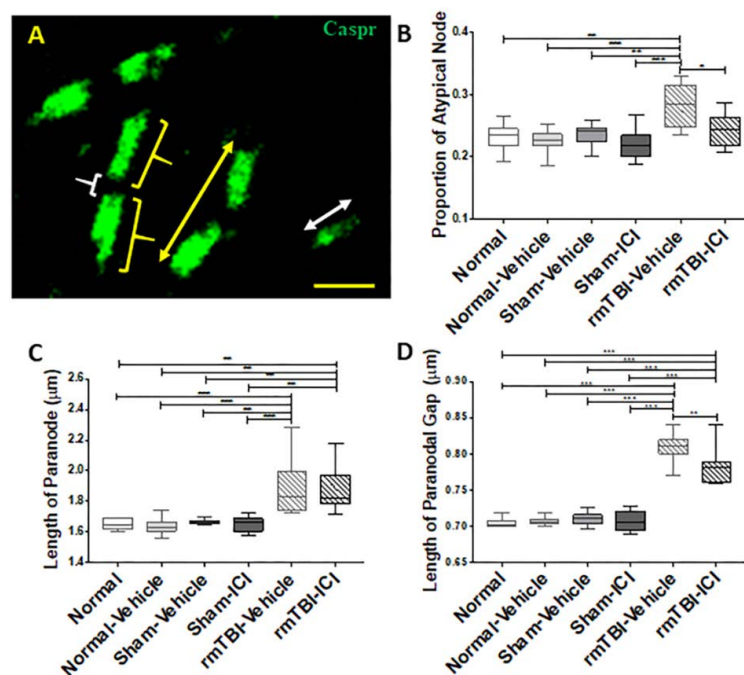 A
Caspr
B
Proportion of Atypical Node
0.4
0.3
0.2
0.1
Normal
Normal-Vehicle
Sham-Vehicle
Sham-ICI
rmTBI-Vehicle
rmTBI-ICI
C
Length of Paranode (μm)
2.6
2.4
2.2
2.0
1.8
1.6
1.4
Normal
Normal-Vehicle
Sham-Vehicle
Sham-ICI
rmTBI-Vehicle
rmTBI-ICI
D
Length of Paranodal Gap (μm)
0.90
0.85
0.80
0.75
0.70
0.65
Normal
Normal-Vehicle
Sham-Vehicle
Sham-ICI
rmTBI-Vehicle
rmTBI-ICI